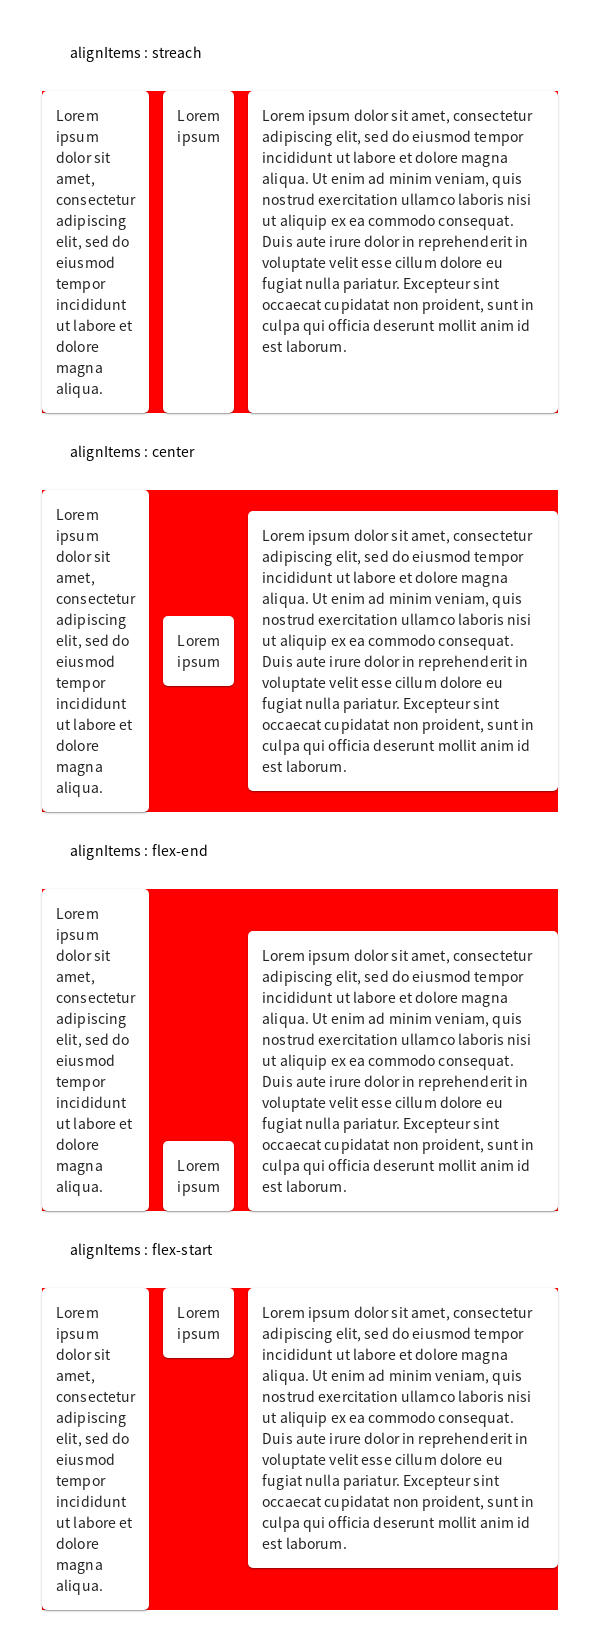 alignItems : streach
Lorem
ipsum
dolor sit
amet,
consectetur
adipiscing
elit, sed do
eiusmod
tempor
incididunt
ut labore et
dolore
magna
aliqua.
Lorem
ipsum
Lorem ipsum dolor sit amet, consectetur
adipiscing elit, sed do eiusmod tempor
incididunt ut labore et dolore magna
aliqua. Ut enim ad minim veniam, quis
nostrud exercitation ullamco laboris nisi
ut aliquip ex ea commodo consequat.
Duis aute irure dolor in reprehenderit in
voluptate velit esse cillum dolore eu
fugiat nulla pariatur. Excepteur sint
occaecat cupidatat non proident, sunt in
culpa qui officia deserunt mollit anim id
est laborum.
alignItems : center
Lorem
ipsum
dolor sit
amet,
consectetur
adipiscing
elit, sed do
eiusmod
tempor
incididunt
ut labore et
dolore
magna
aliqua.
Lorem
ipsum
Lorem ipsum dolor sit amet, consectetur
adipiscing elit, sed do eiusmod tempor
incididunt ut labore et dolore magna
aliqua. Ut enim ad minim veniam, quis
nostrud exercitation ullamco laboris nisi
ut aliquip ex ea commodo consequat.
Duis aute irure dolor in reprehenderit in
voluptate velit esse cillum dolore eu
fugiat nulla pariatur. Excepteur sint
occaecat cupidatat non proident, sunt in
culpa qui officia deserunt mollit anim id
est laborum.
alignItems : flex-end
Lorem
ipsum
dolor sit
amet,
consectetur
adipiscing
elit, sed do
eiusmod
tempor
incididunt
ut labore et
dolore
magna
aliqua.
Lorem
ipsum
Lorem ipsum dolor sit amet, consectetur
adipiscing elit, sed do eiusmod tempor
incididunt ut labore et dolore magna
aliqua. Ut enim ad minim veniam, quis
nostrud exercitation ullamco laboris nisi
ut aliquip ex ea commodo consequat.
Duis aute irure dolor in reprehenderit in
voluptate velit esse cillum dolore eu
fugiat nulla pariatur. Excepteur sint
occaecat cupidatat non proident, sunt in
culpa qui officia deserunt mollit anim id
est laborum.
alignItems : flex-start
Lorem
ipsum
dolor sit
amet,
consectetur
adipiscing
elit, sed do
eiusmod
tempor
incididunt
ut labore et
dolore
magna
aliqua.
Lorem
ipsum
Lorem ipsum dolor sit amet, consectetur
adipiscing elit, sed do eiusmod tempor
incididunt ut labore et dolore magna
aliqua. Ut enim ad minim veniam, quis
nostrud exercitation ullamco laboris nisi
ut aliquip ex ea commodo consequat.
Duis aute irure dolor in reprehenderit in
voluptate velit esse cillum dolore eu
fugiat nulla pariatur. Excepteur sint
occaecat cupidatat non proident, sunt in
culpa qui officia deserunt mollit anim id
est laborum.